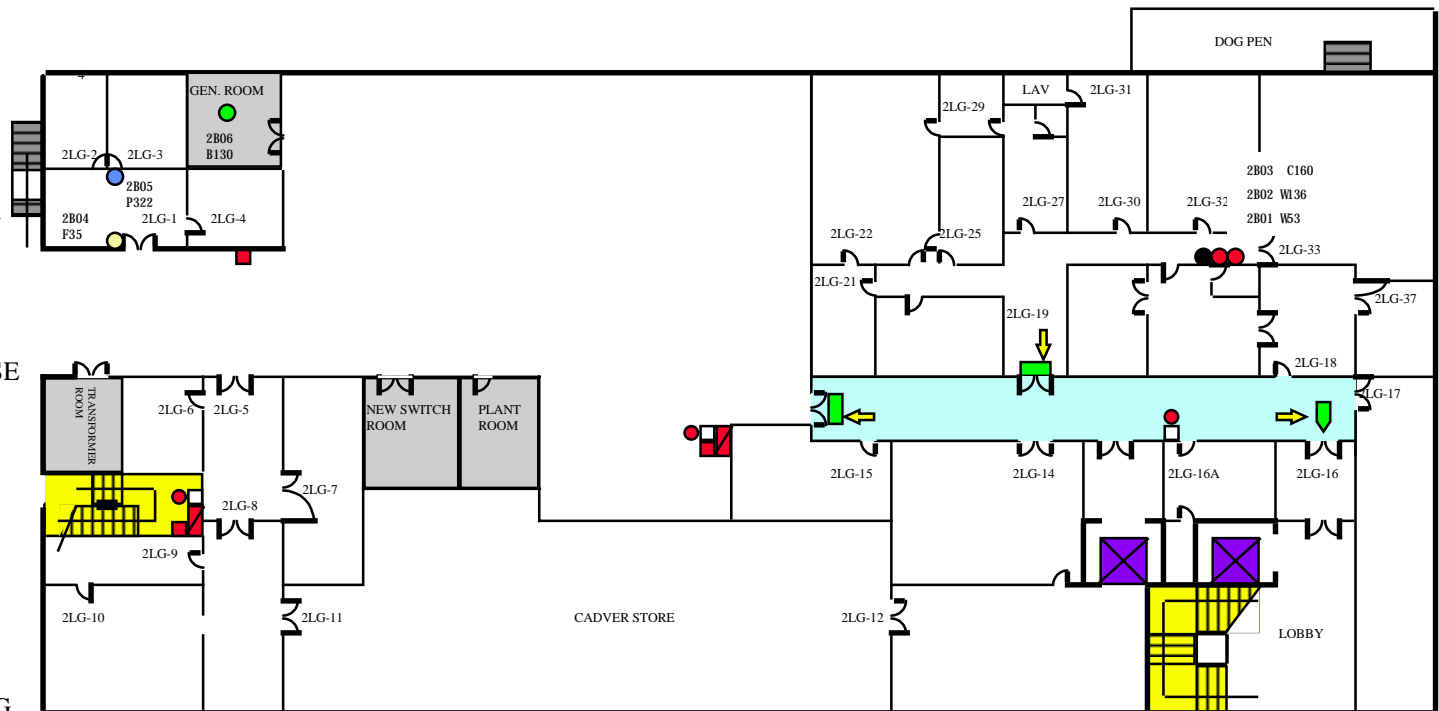 DOG PEN
GEN. ROOM
LAV
2LG-31
2LG-29
2B06
B130
2LG-2
2LG-3
2B03 C160
2B05
P322
2B02 W136
2LG-27
2LG-30
2LG-32
2B04
F35
2LG-1
2LG-4
2B01 W53
2LG-22
2LG-25
2LG-33
2LG-21
2LG-37
2LG-19
SE
2LG-18
TRANSFORMER
ROOM
2LG-6
2LG-5
NEW SWITCH
ROOM
PLANT
ROOM
2LG-17
2LG-15
2LG-14
2LG-16A
2LG-16
2LG-7
2LG-8
2LG-9
2LG-10
2LG-11
CADVER STORE
2LG-12
LOBBY
G